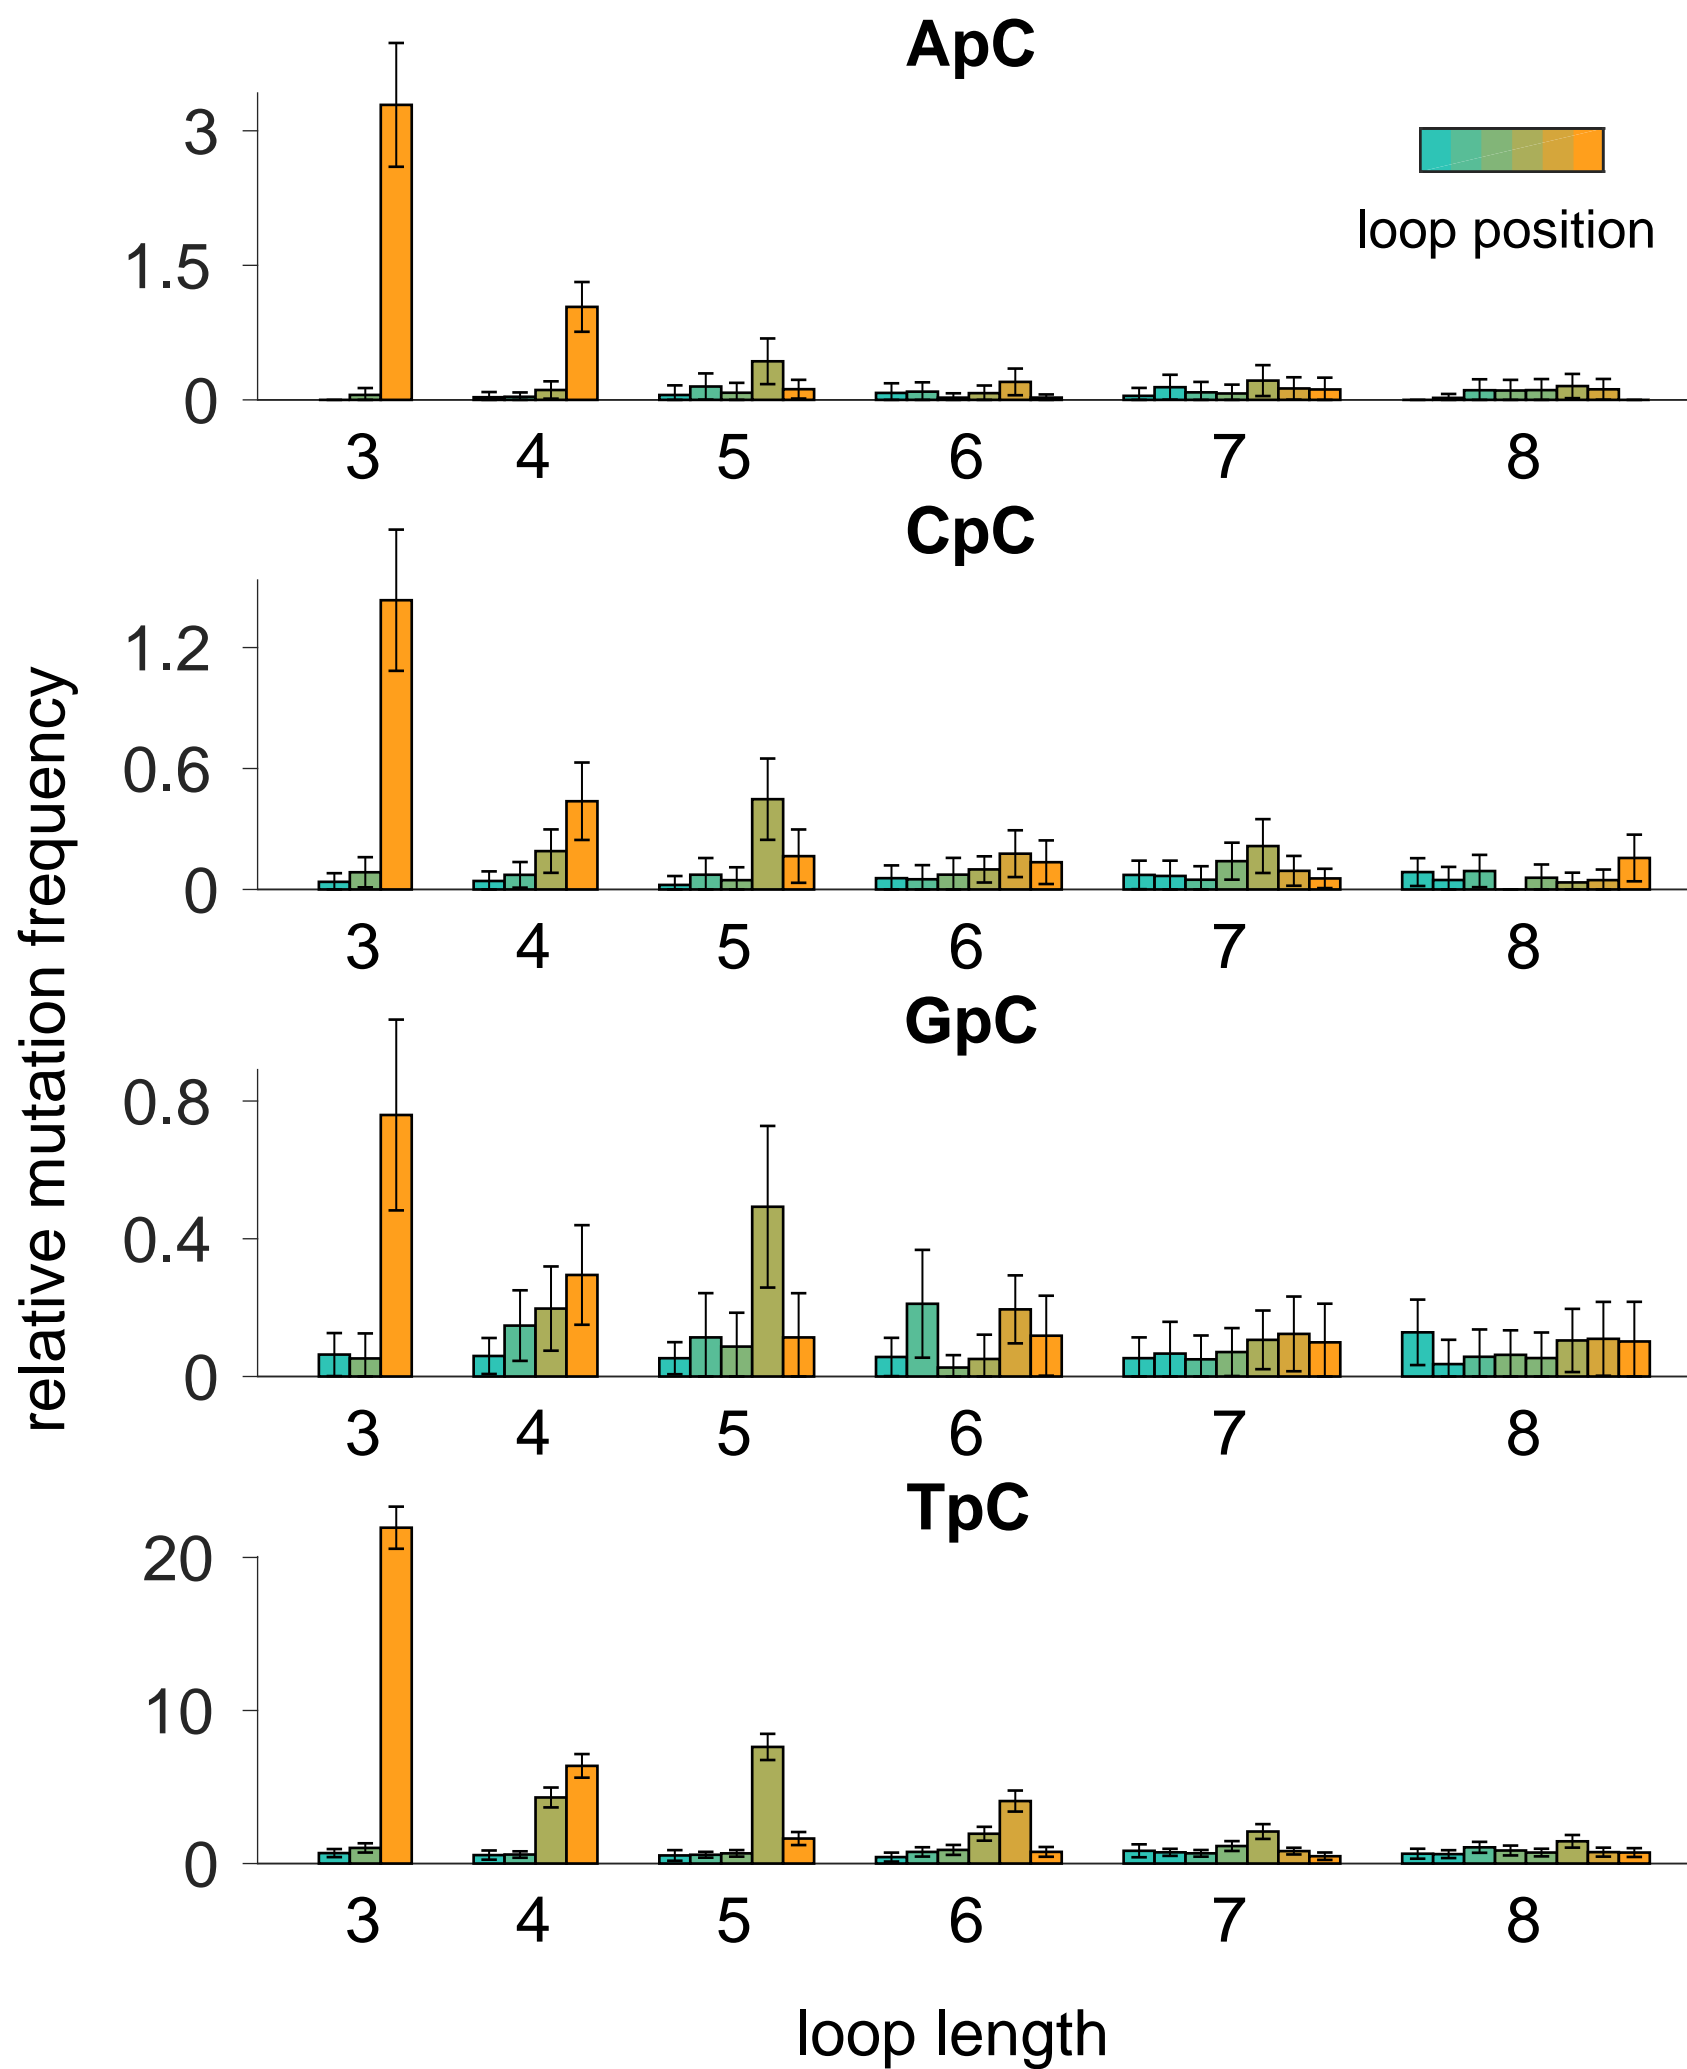 ApC
3
1.5
0
loop position
3 4 5 6 7 8
CpC
1.2
0.6
0
3 4 5 6 7 8
relative mutation frequency
GpC
0.8
0.4
0
3 4 5 6 7 8
TpC
20
10
0
3 4 5 6 7 8
loop length